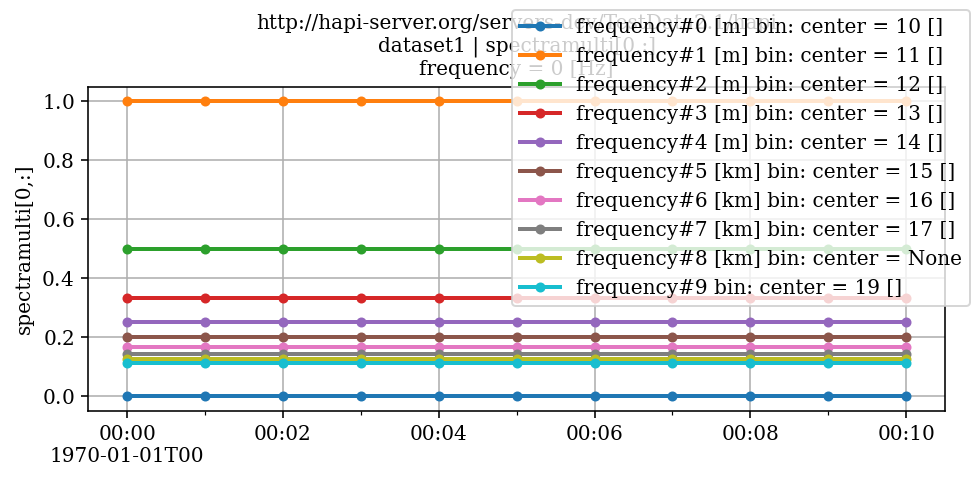 http://hapi-server.org/servers-dev/
dataset1 | spectramulti[0,:]
frequency = 0 [Hz]
frequency#0 [m] bin: center = 10 []
frequency#1 [m] bin: center = 11 []
frequency#2 [m] bin: center = 12 []
frequency#3 [m] bin: center = 13 []
frequency#4 [m] bin: center = 14 []
frequency#5 [km] bin: center = 15 []
frequency#6 [km] bin: center = 16 []
frequency#7 [km] bin: center = 17 []
frequency#8 [km] bin: center = None
frequency#9 bin: center = 19 []
spectramulti[0,:]
1.0
0.8
0.6
0.4
0.2
0.0
00:00 00:02 00:04 00:06 00:08 00:10
1970-01-01T00